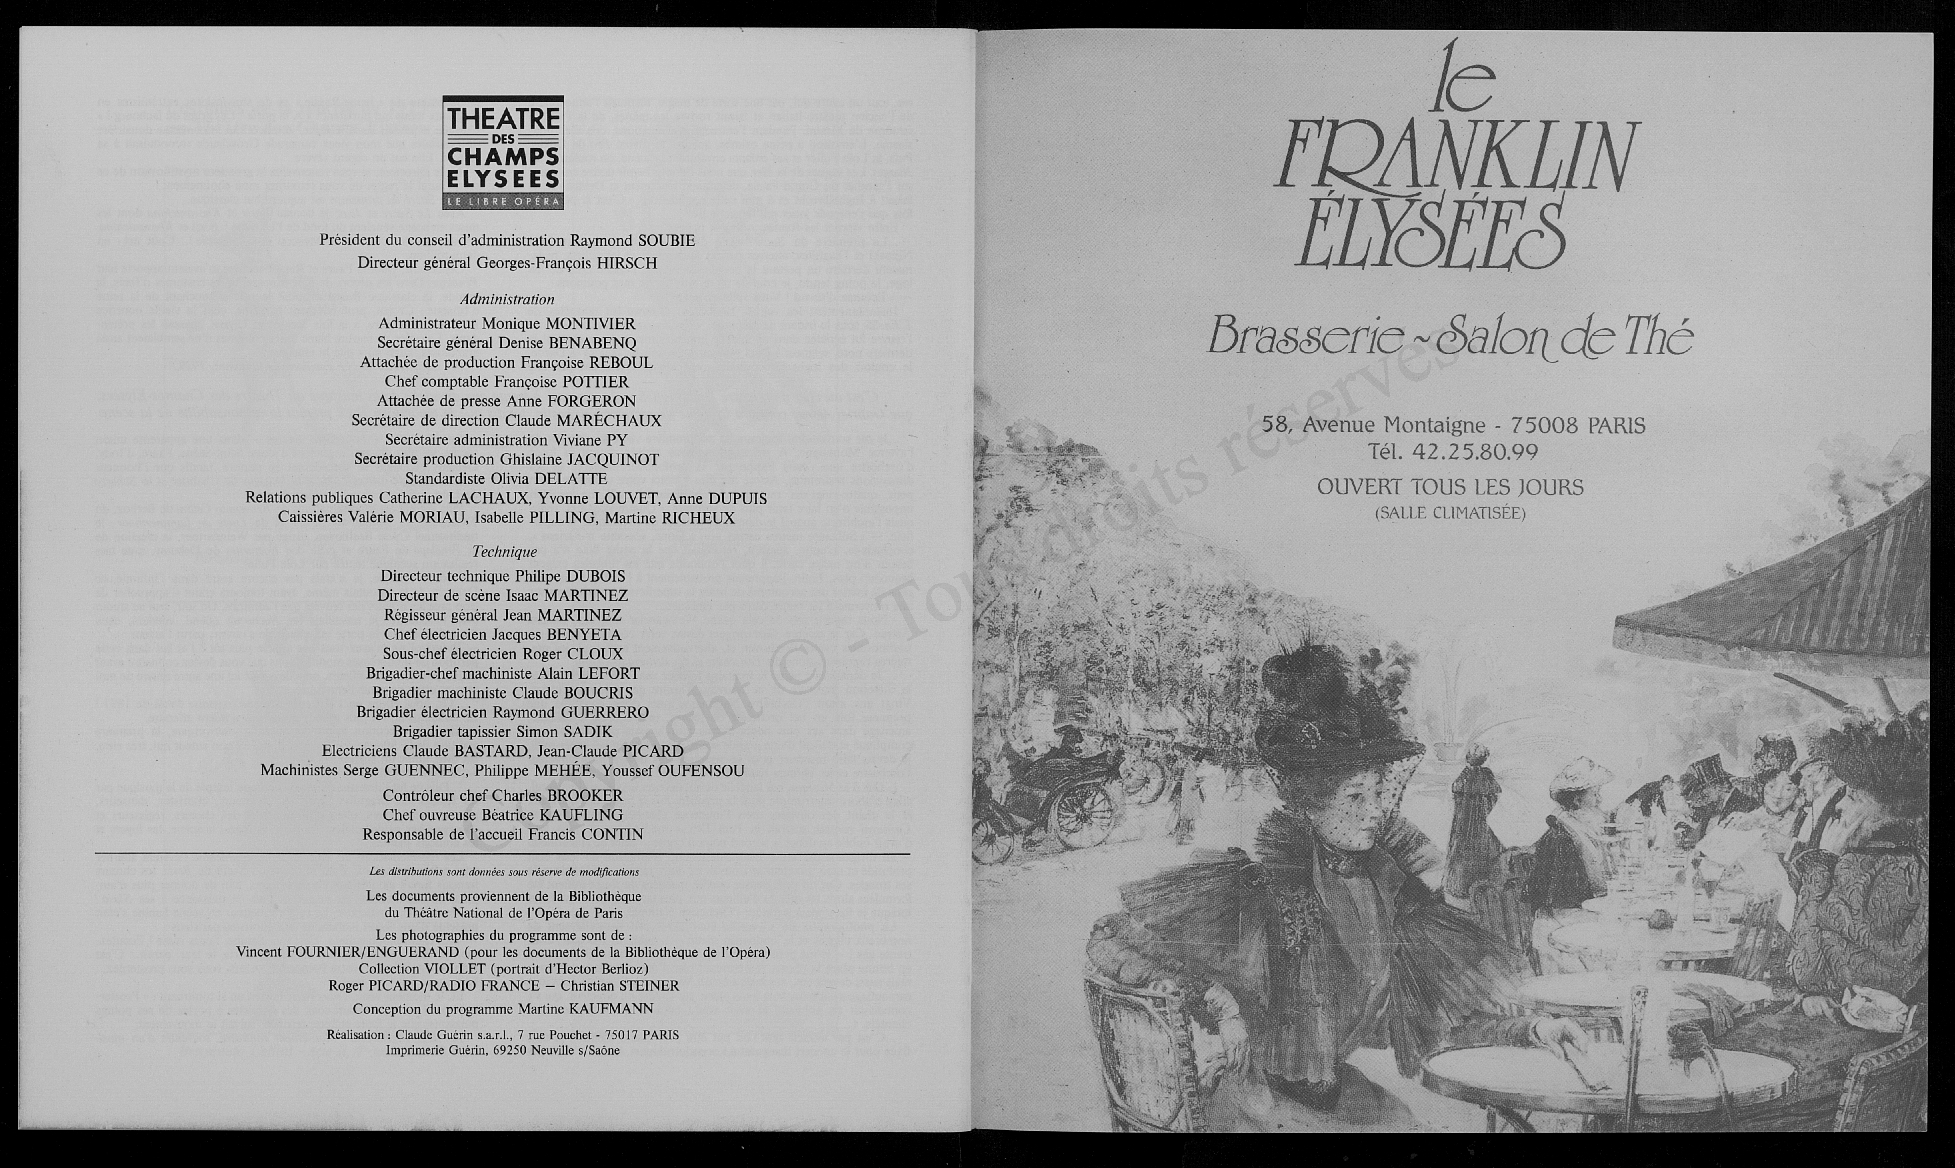 THEATRE
DES
CHAMPS
ELYSEES
LE LIBRE OPÉRA
Président du conseil d'administration Raymond SOUBIE
Directeur général Georges-François HIRSCH
Administration
Administrateur Monique MONTIVIER
Secrétaire général Denise BENABENQ
Attachée de production Françoise REBOUL
Chef comptable Françoise POTTIER
Attachée de presse Anne FORGERON
Secrétaire de direction Claude MARÉCHAUX
Secrétaire administration Viviane PY
Secrétaire production Ghislaine JACQUINOT
Standardiste Olivia DELATTE
Relations publiques Catherine LACHAUX, Yvonne LOUVET, Anne DUPUIS
Caissières Valérie MORIAU, Isabelle PILLING, Martine RICHEUX
Technique
Directeur technique Philipe DUBOIS
Directeur de scène Isaac MARTINEZ
Régisseur général Jean MARTINEZ
Chef électricien Jacques BENYETA
Sous-chef électricien Roger CLOUX
Brigadier-chef machiniste Alain LEFORT
Brigadier machiniste Claude BOUCRIS
Brigadier électricien Raymond GUERRERO
Brigadier tapissier Simon SADIK
Electriciens Claude BASTARD, Jean-Claude PICARD
Machinistes Serge GUENNEC, Philippe MEHÉE, Youssef OUFENSOU
Contrôleur chef Charles BROOKER
Chef ouvreuse Béatrice KAUFLING
Responsable de l'accueil Francis CONTIN
Les distributions sont données sous réserve de modifications
Les documents proviennent de la Bibliothèque
du Théâtre National de l'Opéra de Paris
Les photographies du programme sont de :
Vincent FOURNIER/ENGUERAND (pour les documents de la Bibliothèque de l'Opéra)
Collection VIOLLET (portrait d'Hector Berlioz)
Roger PICARD/RADIO FRANCE – Christian STEINER
Conception du programme Martine KAUFMANN
Réalisation : Claude Guérin s.a.r.l., 7 rue Pouchet - 75017 PARIS
Imprimerie Guérin, 69250 Neuville s/Saône
le
FRANKLIN
ÉLYSÉES
Brasserie ~ Salon de Thé
58, Avenue Montaigne - 75008 PARIS
Tél. 42.25.80.99
OUVERT TOUS LES JOURS
(SALLE CLIMATISÉE)
© Copyright © - Tous droits réservés